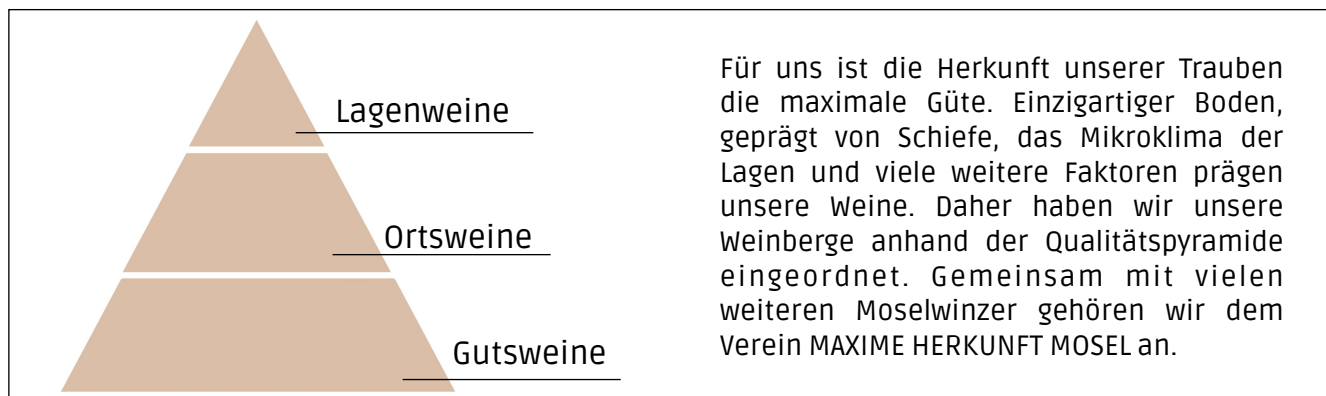 Lagenweine
Ortsweine
Gutsweine
Für uns ist die Herkunft unserer Trauben
die maximale Güte. Einzigartiger Boden,
geprägt von Schiefe, das Mikroklima der
Lagen und viele weitere Faktoren prägen
unsere Weine. Daher haben wir unsere
Weinberge anhand der Qualitätspyramide
eingeordnet. Gemeinsam mit vielen
weiteren Moselwinzer gehören wir dem
Verein MAXIME HERKUNFT MOSEL an.